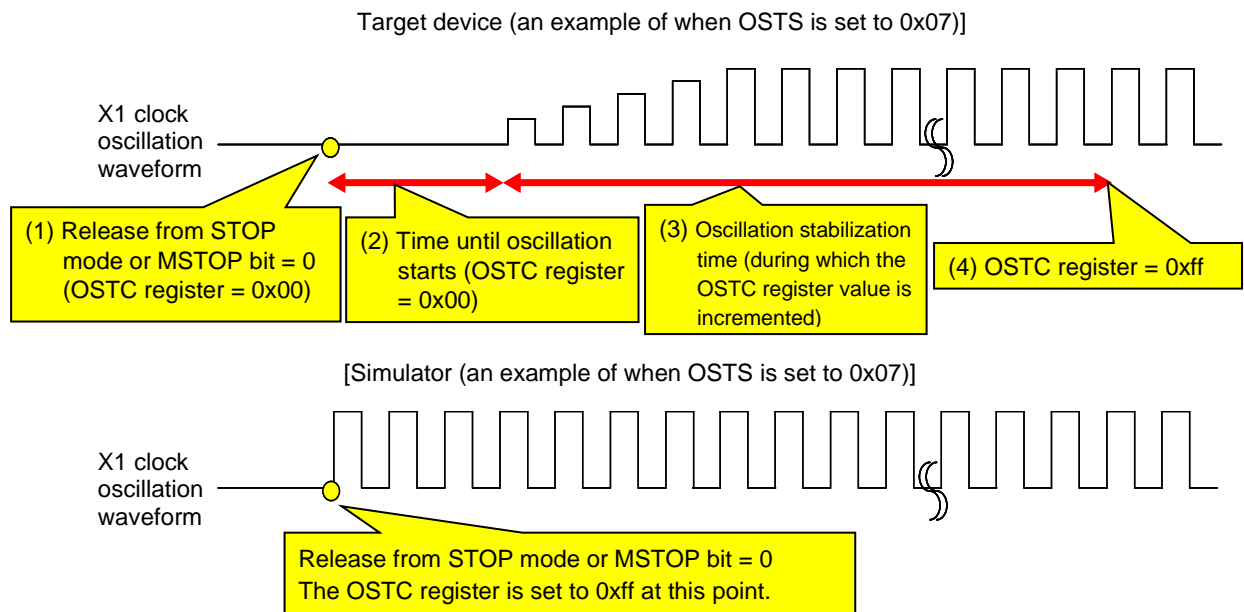 Target device (an example of when OSTS is set to 0x07)]
X1 clock
oscillation
waveform
(1) Release from STOP
mode or MSTOP bit = 0
(OSTC register = 0x00)
(2) Time until oscillation
starts (OSTC register
= 0x00)
(3) Oscillation stabilization
time (during which the
OSTC register value is
incremented)
(4) OSTC register = 0xff
[Simulator (an example of when OSTS is set to 0x07)]
X1 clock
oscillation
waveform
Release from STOP mode or MSTOP bit = 0
The OSTC register is set to 0xff at this point.